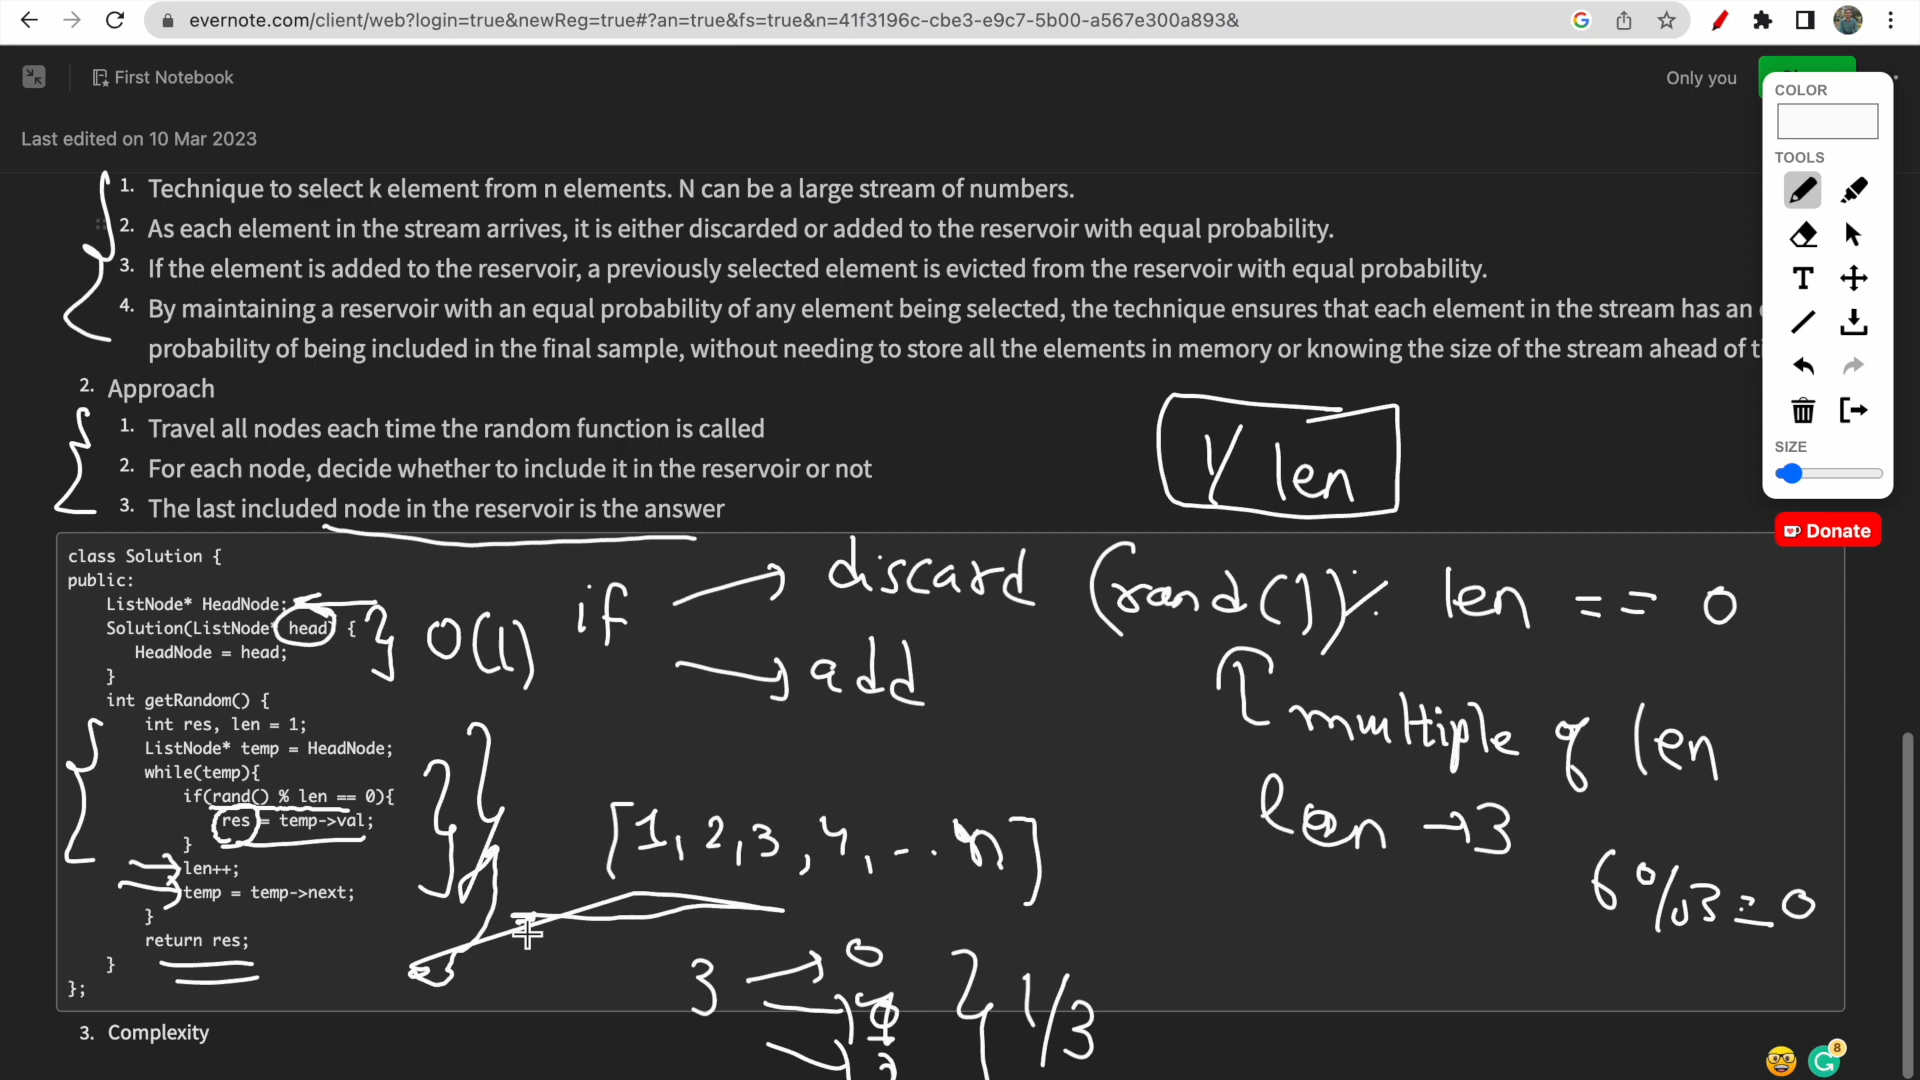 evernote.com/client/web?login=true&newReg=true#?an=true&fs=true&n=41f3196c-cbe3-e9c7-5b00-a567e300a893&
First Notebook
Only you
Last edited on 10 Mar 2023
COLOR
TOOLS
T
SIZE
Donate
1. Technique to select k element from n elements. N can be a large stream of numbers.
2. As each element in the stream arrives, it is either discarded or added to the reservoir with equal probability.
3. If the element is added to the reservoir, a previously selected element is evicted from the reservoir with equal probability.
4. By maintaining a reservoir with an equal probability of any element being selected, the technique ensures that each element in the stream has an
probability of being included in the final sample, without needing to store all the elements in memory or knowing the size of the stream ahead of
2. Approach
1. Travel all nodes each time the random function is called
2. For each node, decide whether to include it in the reservoir or not
3. The last included node in the reservoir is the answer
1/ len
class Solution {
public:
ListNode* HeadNode;
Solution(ListNode* head) {
HeadNode = head;
}
int getRandom() {
int res, len = 1;
ListNode* temp = HeadNode;
while(temp){
if(rand() % len == 0){
res = temp->val;
}
len++;
temp = temp->next;
}
return res;
}
};
O(1)
if
discard
add
(rand()) % len == 0
multiple of len
len → 3
6 % 3 = 0
[1, 2, 3, 4, .. n]
3
0
1/3
3. Complexity
8